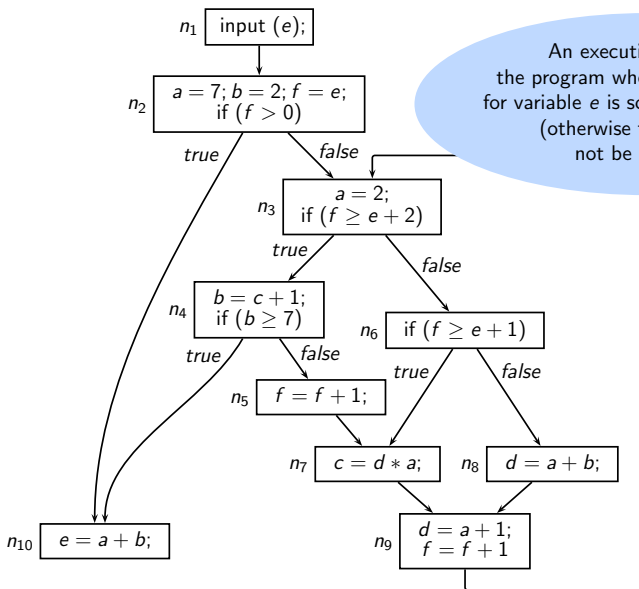 n1 input (e);
n2 a = 7; b = 2; f = e;
if (f > 0)
An executi
the program whe
for variable e is so
(otherwise t
not be
true
false
n3 a = 2;
if (f ≥ e + 2)
true
false
n4 b = c + 1;
if (b ≥ 7)
n6 if (f ≥ e + 1)
true
false
true
false
n5 f = f + 1;
n7 c = d * a;
n8 d = a + b;
n10 e = a + b;
n9 d = a + 1;
f = f + 1